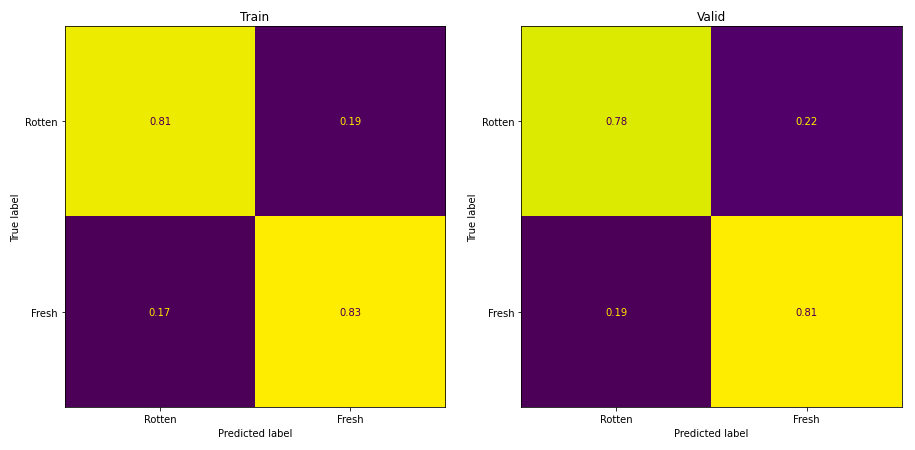 Train
True label
Rotten
0.81
0.19
Fresh
0.17
0.83
Rotten
Fresh
Predicted label
Valid
True label
Rotten
0.78
0.22
Fresh
0.19
0.81
Rotten
Fresh
Predicted label